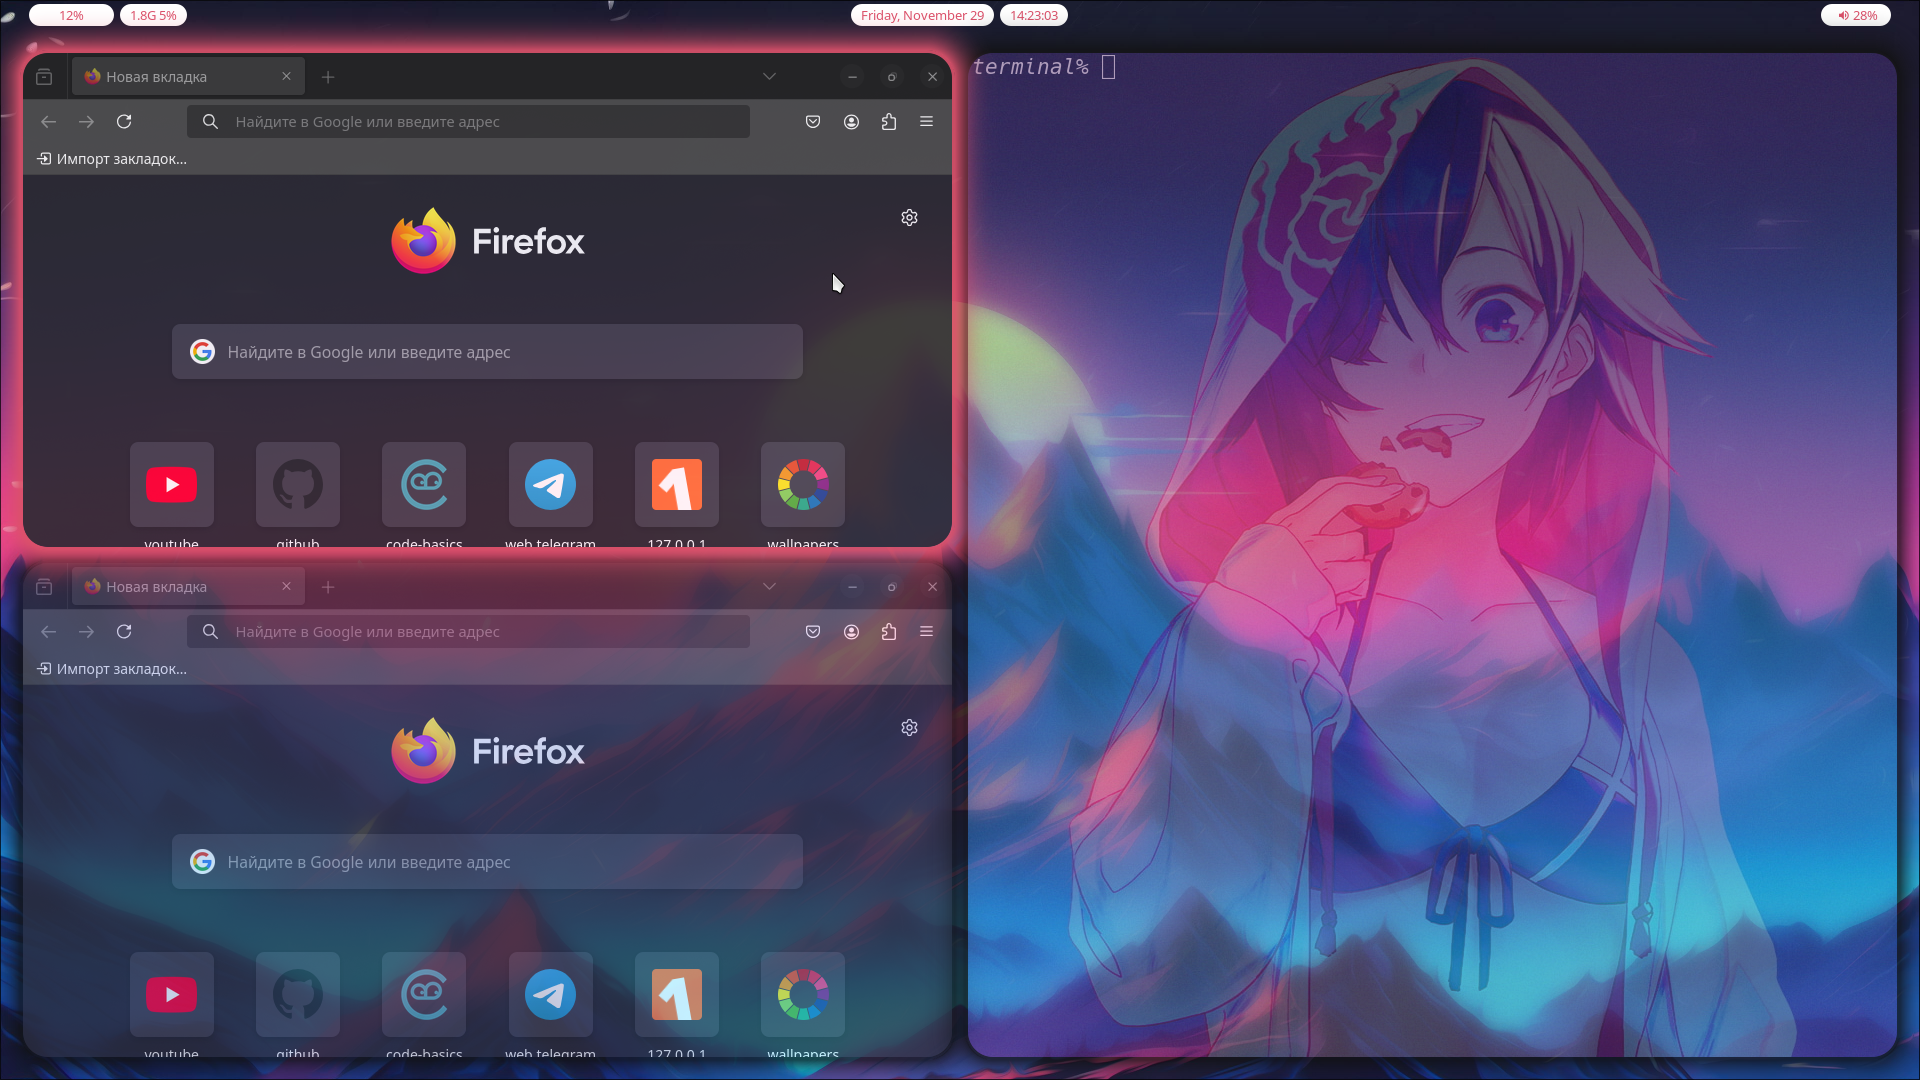 12%
1.8G 5%
Friday, November 29
14:23:03
28%
Новая вкладка
Найдите в Google или введите адрес
Импорт закладок...
Firefox
Найдите в Google или введите адрес
youtube
github
code-basics
web.telegram
127.0.0.1
wallpapers
Новая вкладка
Найдите в Google или введите адрес
Импорт закладок...
Firefox
Найдите в Google или введите адрес
youtube
github
code-basics
web.telegram
127.0.0.1
wallpapers
terminal%